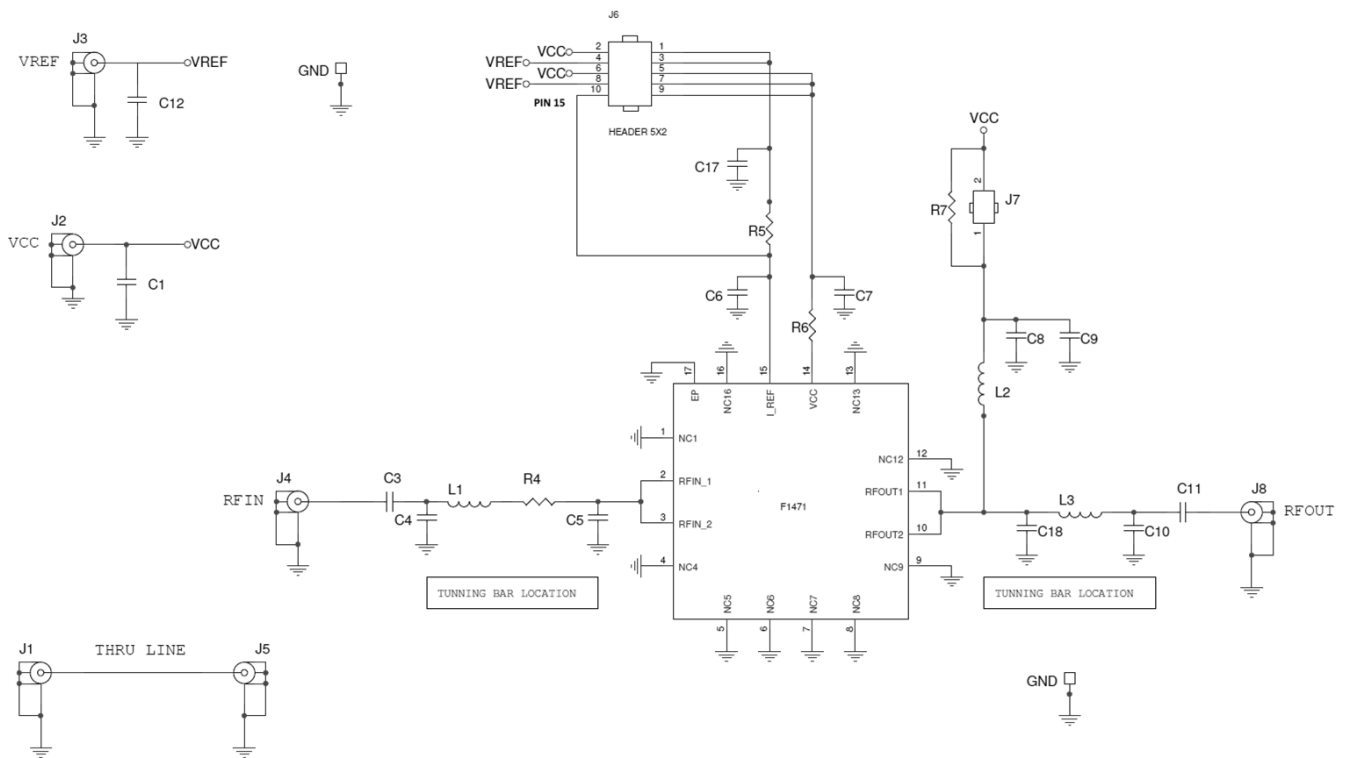 J6
J3
VREF
VREF
C12
GND
VCC 2
VREF 4
VCC 6
VREF 8
10
1
3
5
7
9
PIN 15
HEADER 5X2
VCC
C17
2
R7
J7
1
J2
VCC
VCC
C1
R5
C6
C7
R6
C8
C9
L2
17
16
15
14
13
EP
NC16
I_REF
VCC
NC13
1 NC1
NC12 12
J4
RFIN
C3
C4
L1
R4
C5
2 RFIN_1
3 RFIN_2
F1471
RFOUT1 11
RFOUT2 10
L3
C18
C10
C11
J8
RFOUT
4 NC4
NC9 9
TUNNING BAR LOCATION
TUNNING BAR LOCATION
NC5
NC6
NC7
NC8
5
6
7
8
J1
THRU LINE
J5
GND